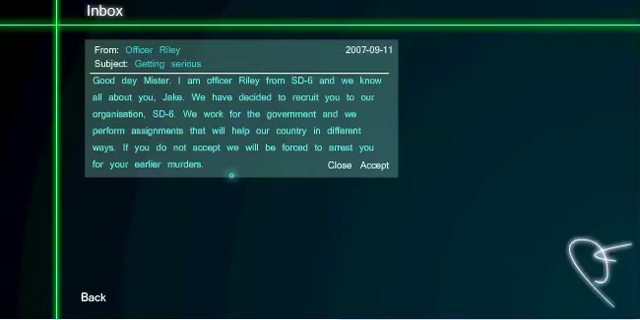 Inbox
From: Officer Riley 2007-09-11
Subject: Getting serious
Good day Mister. I am officer Riley from SD-6 and we know
all about you, Jake. We have decided to recruit you to our
organisation, SD-6. We work for the government and we
perform assignments that will help our country in different
ways. If you do not accept we will be forced to arrest you
for your earlier murders. Close Accept
Back